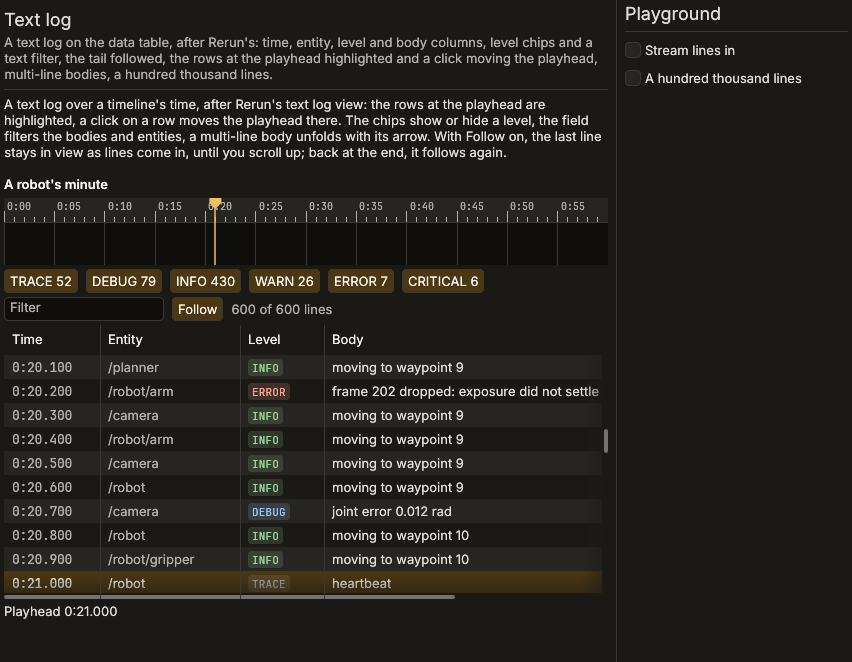 Text log
A text log on the data table, after Rerun's: time, entity, level and body columns, level chips and a
text filter, the tail followed, the rows at the playhead highlighted and a click moving the playhead,
multi-line bodies, a hundred thousand lines.
A text log over a timeline's time, after Rerun's text log view: the rows at the playhead are
highlighted, a click on a row moves the playhead there. The chips show or hide a level, the field
filters the bodies and entities, a multi-line body unfolds with its arrow. With Follow on, the last line
stays in view as lines come in, until you scroll up; back at the end, it follows again.
A robot's minute
0:00 0:05 0:10 0:15 0:20 0:25 0:30 0:35 0:40 0:45 0:50 0:55
TRACE 52 DEBUG 79 INFO 430 WARN 26 ERROR 7 CRITICAL 6
Filter Follow 600 of 600 lines
Time Entity Level Body
0:20.100 /planner INFO moving to waypoint 9
0:20.200 /robot/arm ERROR frame 202 dropped: exposure did not settle
0:20.300 /camera INFO moving to waypoint 9
0:20.400 /robot/arm INFO moving to waypoint 9
0:20.500 /camera INFO moving to waypoint 9
0:20.600 /robot INFO moving to waypoint 9
0:20.700 /camera DEBUG joint error 0.012 rad
0:20.800 /robot INFO moving to waypoint 10
0:20.900 /robot/gripper INFO moving to waypoint 10
0:21.000 /robot TRACE heartbeat
Playhead 0:21.000
Playground
Stream lines in
A hundred thousand lines